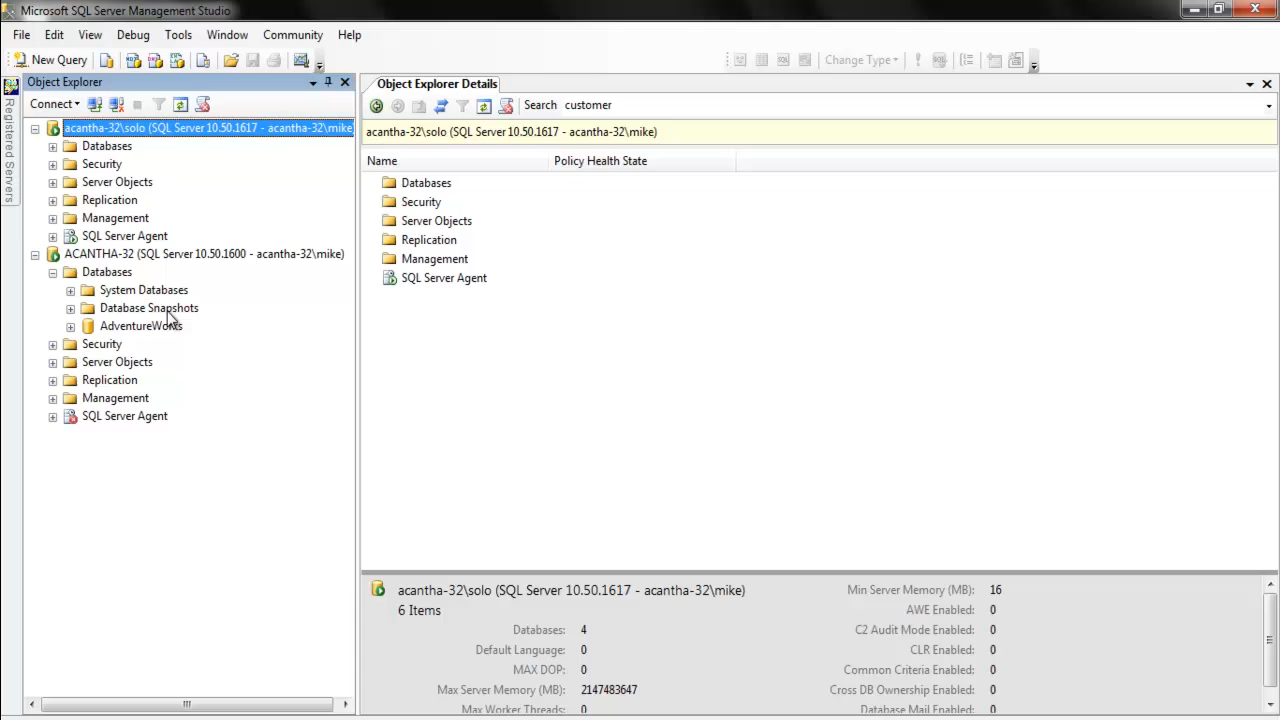 Microsoft SQL Server Management Studio
File Edit View Debug Tools Window Community Help
New Query Change Type
Registered Servers
Object Explorer
Connect
acantha-32\solo (SQL Server 10.50.1617 - acantha-32\mike
Databases
Security
Server Objects
Replication
Management
SQL Server Agent
ACANTHA-32 (SQL Server 10.50.1600 - acantha-32\mike)
Databases
System Databases
Database Snapshots
AdventureWorks
Security
Server Objects
Replication
Management
SQL Server Agent
Object Explorer Details
Search customer
acantha-32\solo (SQL Server 10.50.1617 - acantha-32\mike)
Name Policy Health State
Databases
Security
Server Objects
Replication
Management
SQL Server Agent
acantha-32\solo (SQL Server 10.50.1617 - acantha-32\mike)
6 Items
Databases: 4
Default Language: 0
MAX DOP: 0
Max Server Memory (MB): 2147483647
Max Worker Threads: 0
Min Server Memory (MB): 16
AWE Enabled: 0
C2 Audit Mode Enabled: 0
CLR Enabled: 0
Common Criteria Enabled: 0
Cross DB Ownership Enabled: 0
Database Mail Enabled: 0